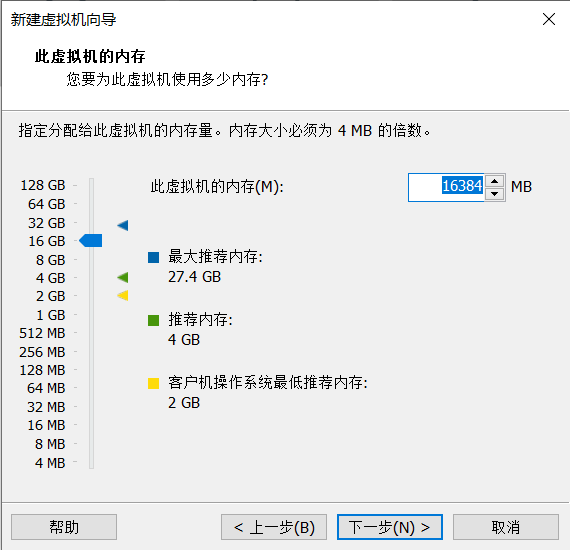 新建虚拟机向导
此虚拟机的内存
您要为此虚拟机使用多少内存?
指定分配给此虚拟机的内存量。内存大小必须为 4 MB 的倍数。
128 GB
64 GB
32 GB
16 GB
8 GB
4 GB
2 GB
1 GB
512 MB
256 MB
128 MB
64 MB
32 MB
16 MB
8 MB
4 MB
此虚拟机的内存(M):
16384 MB
最大推荐内存:
27.4 GB
推荐内存:
4 GB
客户机操作系统最低推荐内存:
2 GB
帮助
< 上一步(B)
下一步(N) >
取消